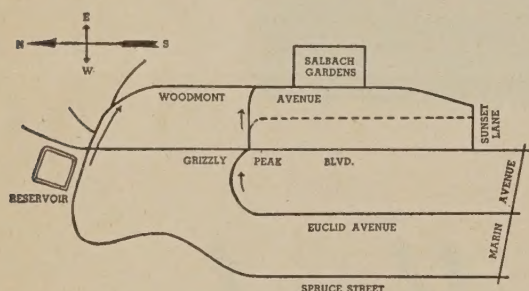 E
N S
W
SALBACH
GARDENS
WOODMONT AVENUE
SUNSET
LANE
GRIZZLY PEAK BLVD.
RESERVOIR
EUCLID AVENUE
MARIN AVENUE
SPRUCE STREET